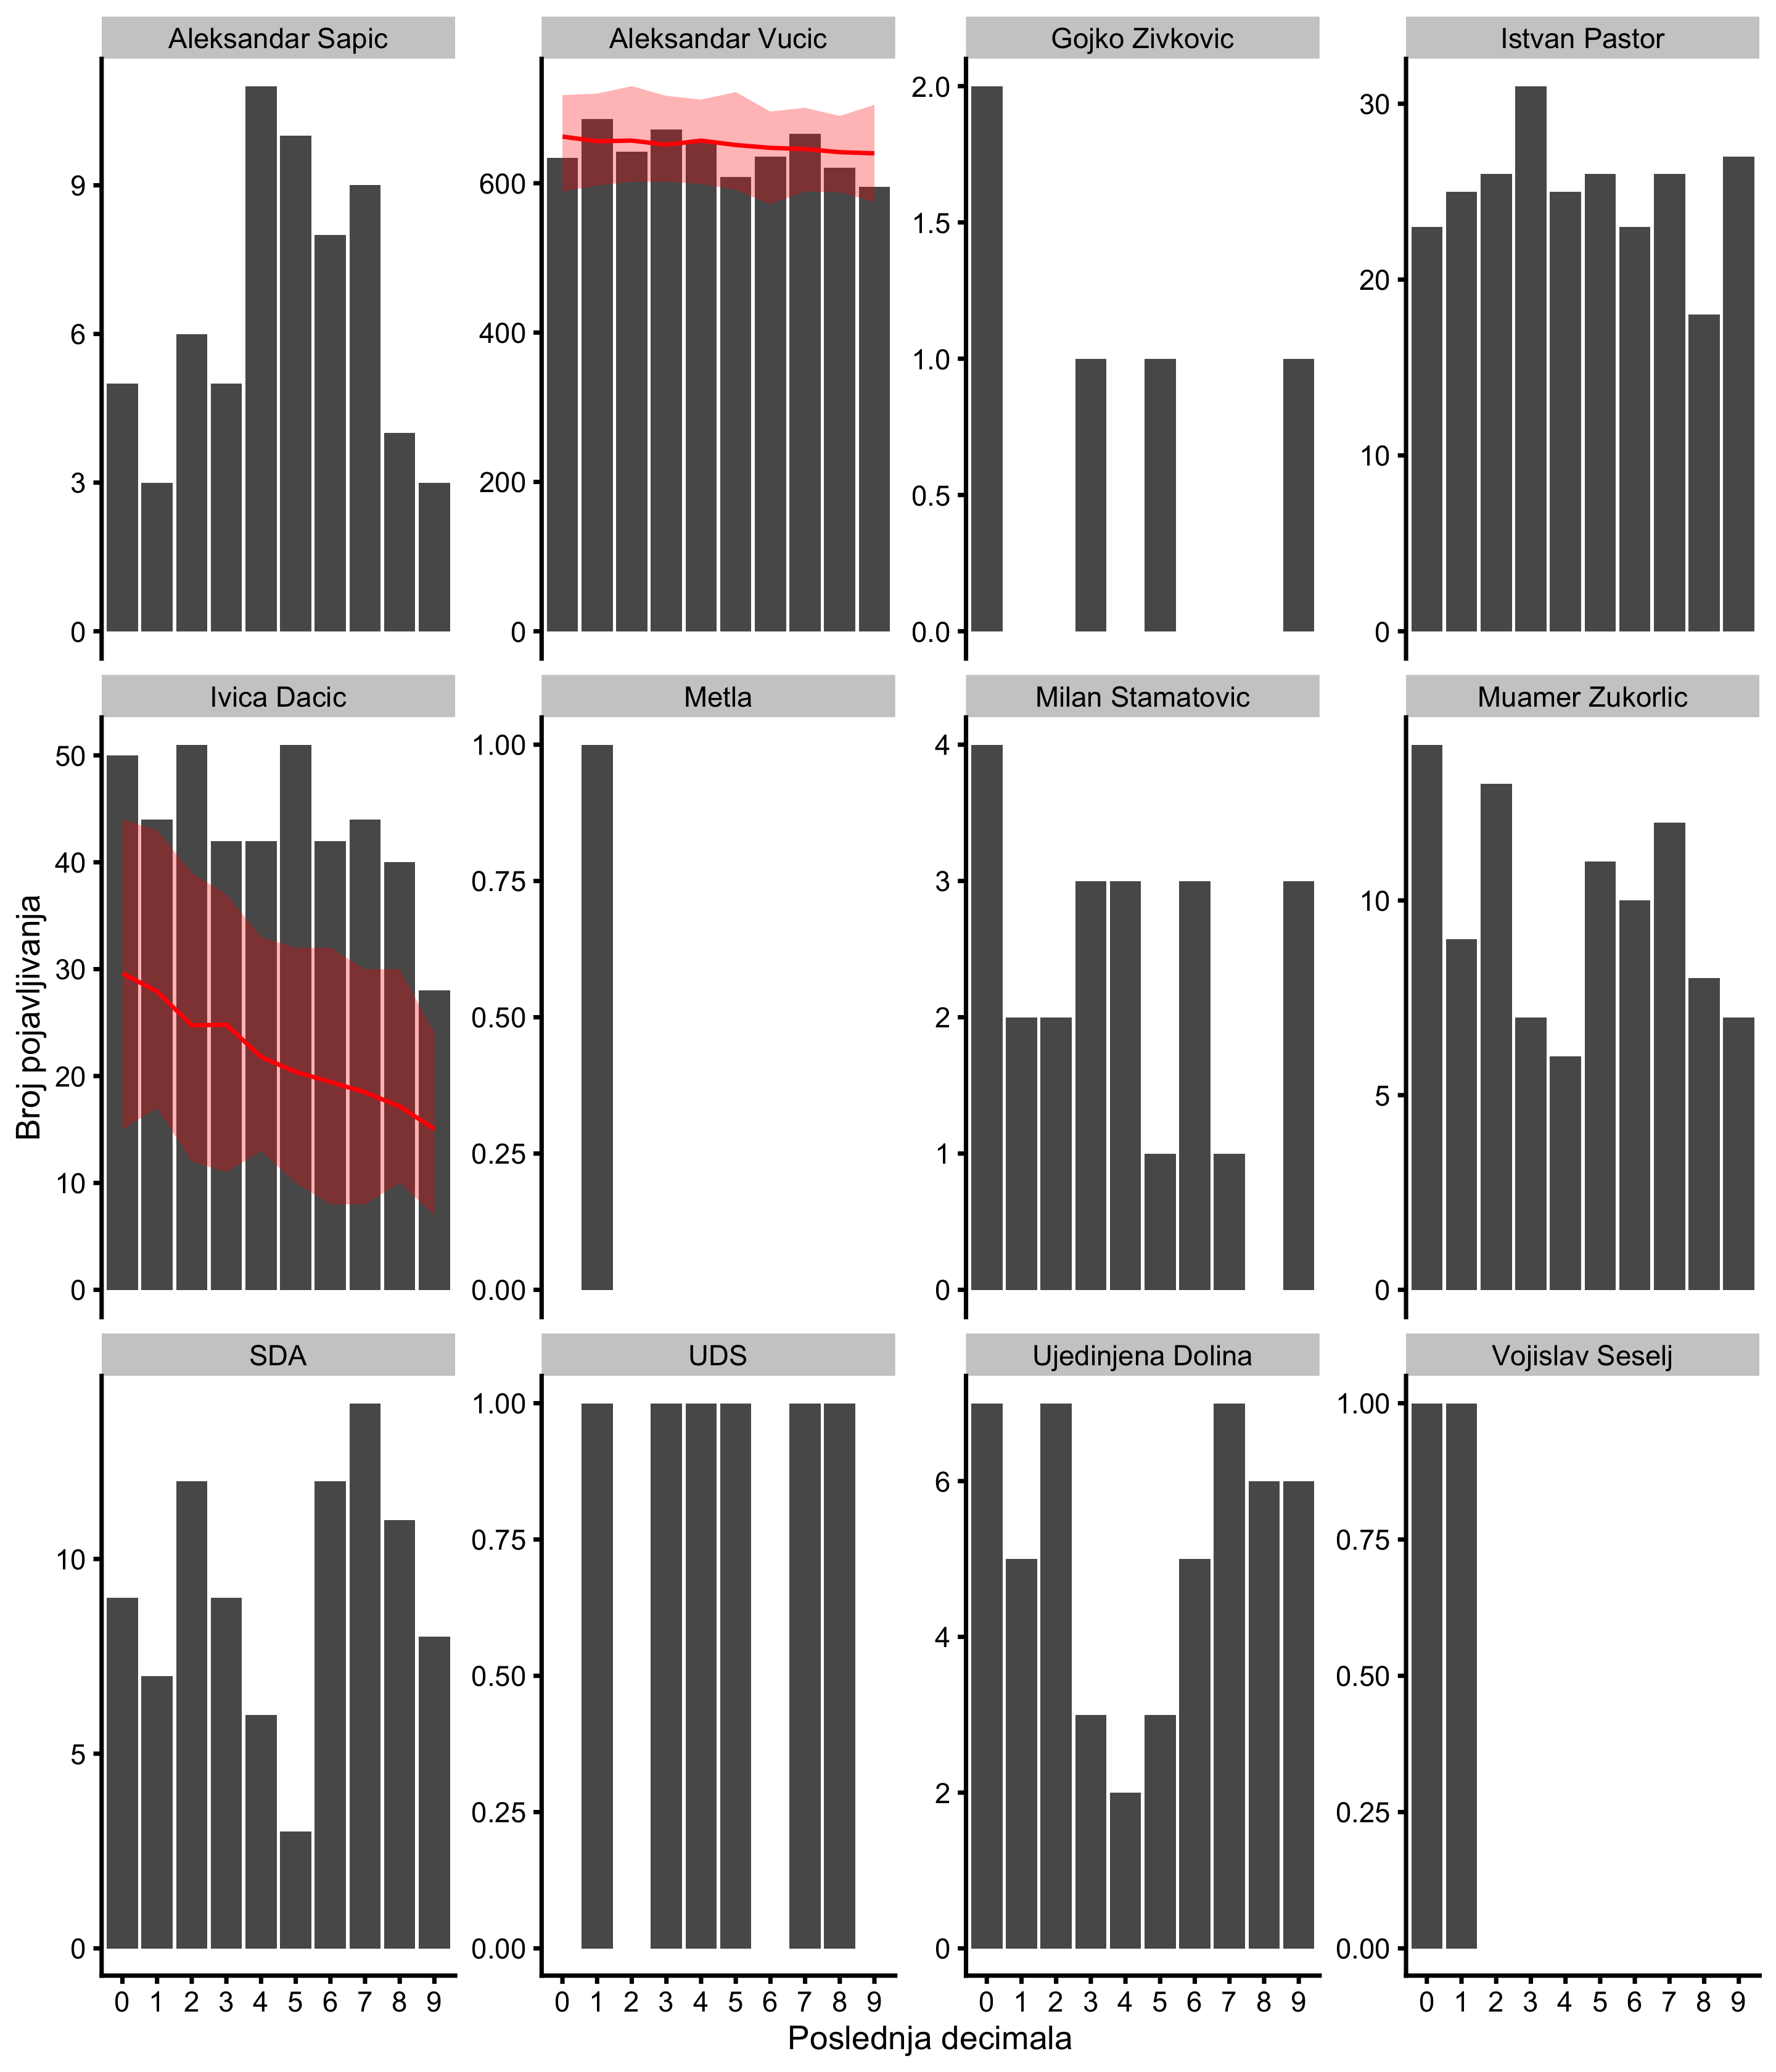 Aleksandar Sapic
Aleksandar Vucic
Gojko Zivkovic
Istvan Pastor
9
6
3
0
600
400
200
0
2.0
1.5
1.0
0.5
0.0
30
20
10
0
Ivica Dacic
Metla
Milan Stamatovic
Muamer Zukorlic
50
40
30
20
10
0
1.00
0.75
0.50
0.25
0.00
4
3
2
1
0
10
5
0
Broj pojavljivanja
SDA
UDS
Ujedinjena Dolina
Vojislav Seselj
10
5
0
1.00
0.75
0.50
0.25
0.00
6
4
2
0
1.00
0.75
0.50
0.25
0.00
0 1 2 3 4 5 6 7 8 9
0 1 2 3 4 5 6 7 8 9
0 1 2 3 4 5 6 7 8 9
0 1 2 3 4 5 6 7 8 9
Poslednja decimala